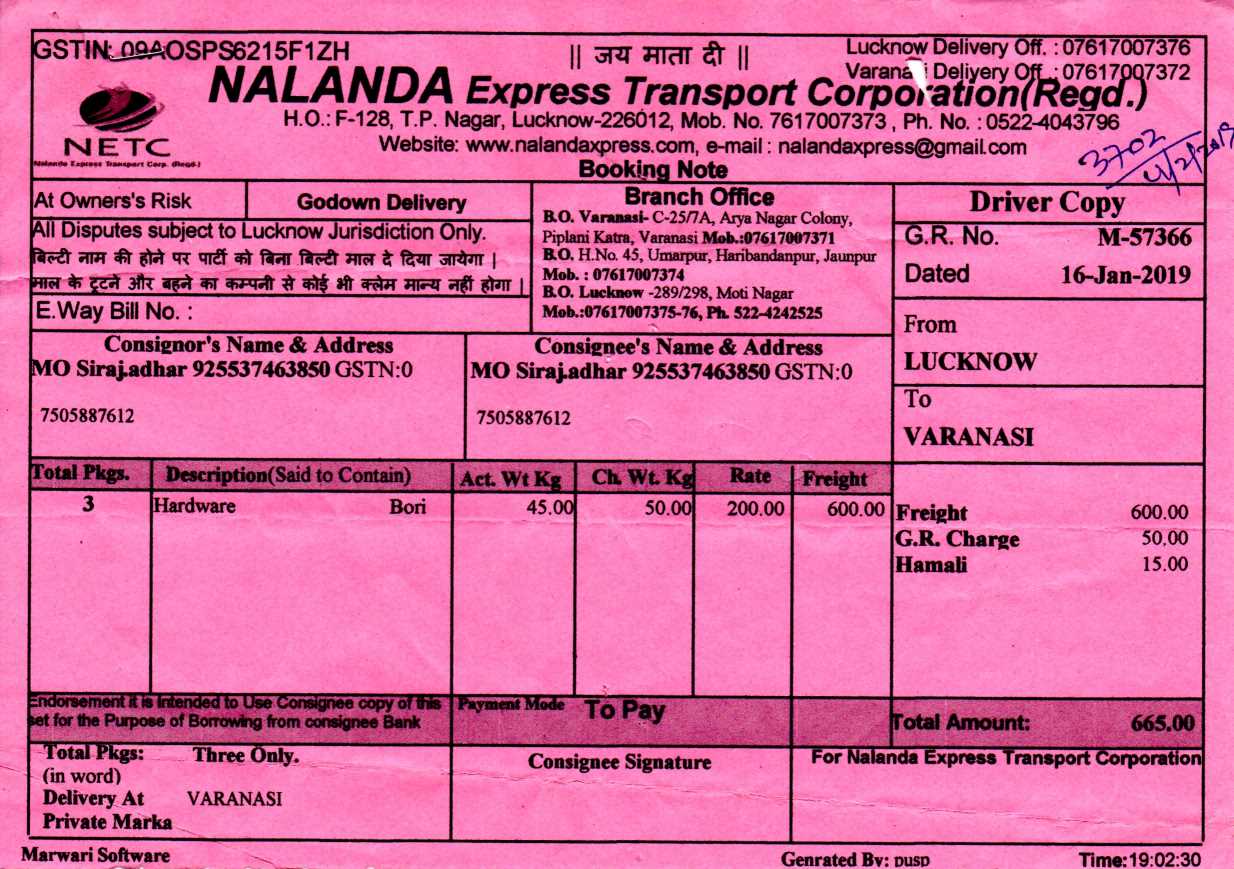 GSTIN: 09AOSPS6215F1ZH
|| जय माता दी ||
Lucknow Delivery Off. : 07617007376
Varanasi Deliyery Off. : 07617007372
NALANDA Express Transport Corporation(Regd.)
H.O.: F-128, T.P. Nagar, Lucknow-226012, Mob. No. 7617007373 , Ph. No. : 0522-4043796
Website: www.nalandaxpress.com, e-mail : nalandaxpress@gmail.com
NETC
Nalanda Express Transport Corp. (Regd.)
3702
4/2/2019
Booking Note
At Owners's Risk
Godown Delivery
All Disputes subject to Lucknow Jurisdiction Only.
बिल्टी नाम की होने पर पार्टी को बिना बिल्टी माल दे दिया जायेगा |
माल के टूटने और बहने का कम्पनी से कोई भी क्लेम मान्य नहीं होगा |
E.Way Bill No. :
Branch Office
B.O. Varanasi- C-25/7A, Arya Nagar Colony,
Piplani Katra, Varanasi Mob.:07617007371
B.O. H.No. 45, Umarpur, Haribandanpur, Jaunpur
Mob. : 07617007374
B.O. Lucknow -289/298, Moti Nagar
Mob.:07617007375-76, Ph. 522-4242525
Driver Copy
G.R. No. M-57366
Dated 16-Jan-2019
From
LUCKNOW
To
VARANASI
Consignor's Name & Address
MO Siraj.adhar 925537463850 GSTN:0
7505887612
Consignee's Name & Address
MO Siraj.adhar 925537463850 GSTN:0
7505887612
Total Pkgs. Description(Said to Contain) Act. Wt Kg Ch. Wt. Kg Rate Freight
3 Hardware Bori 45.00 50.00 200.00 600.00
Freight 600.00
G.R. Charge 50.00
Hamali 15.00
Endorsement it is Intended to Use Consignee copy of this
set for the Purpose of Borrowing from consignee Bank
Payment Mode To Pay
Total Amount: 665.00
Total Pkgs: Three Only.
(in word)
Delivery At VARANASI
Private Marka
Consignee Signature
For Nalanda Express Transport Corporation
Marwari Software
Genrated By: pusp
Time:19:02:30